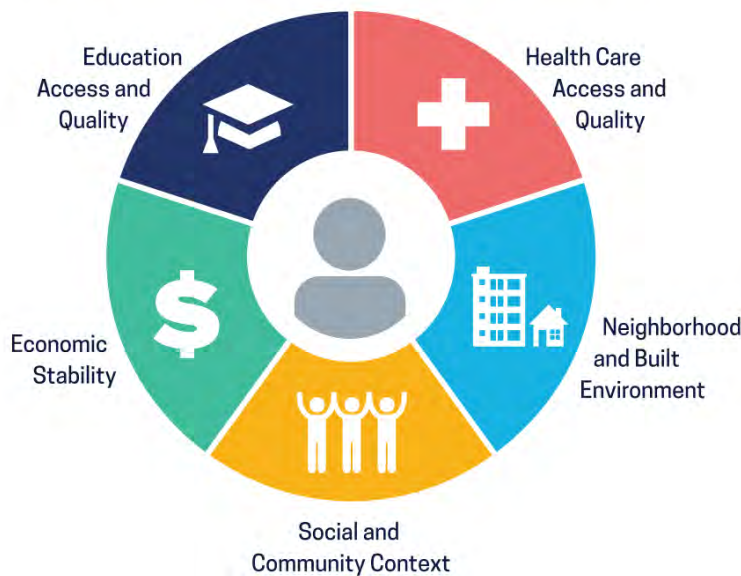 Education
Access and
Quality
Health Care
Access and
Quality
Neighborhood
and Built
Environment
Social and
Community Context
Economic
Stability
$